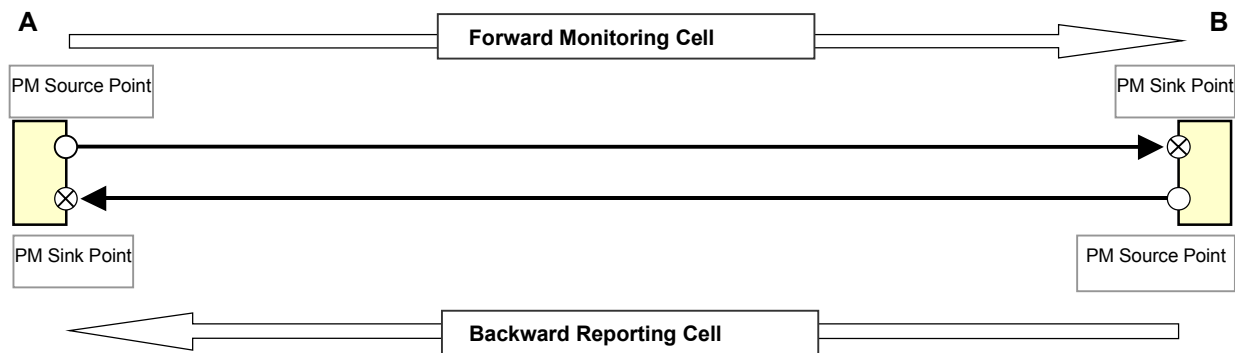 A
Forward Monitoring Cell
B
PM Source Point
PM Sink Point
PM Sink Point
PM Source Point
Backward Reporting Cell